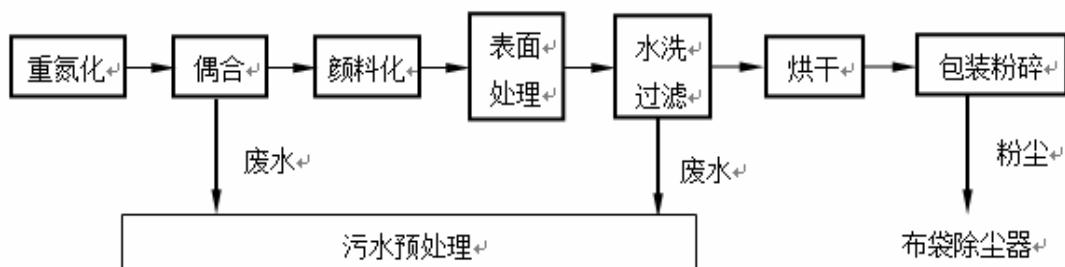 重氮化
偶合
颜料化
表面
处理
水洗
过滤
烘干
包装粉碎
废水
废水
粉尘
污水预处理
布袋除尘器